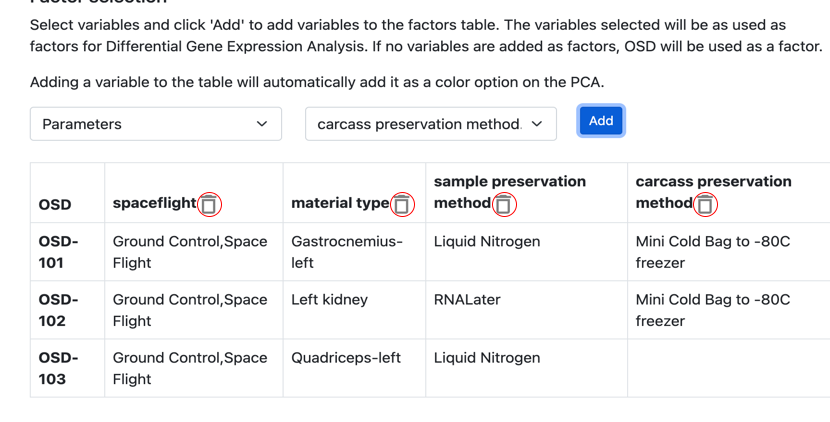 Factor selection
Select variables and click 'Add' to add variables to the factors table. The variables selected will be as used as
factors for Differential Gene Expression Analysis. If no variables are added as factors, OSD will be used as a factor.
Adding a variable to the table will automatically add it as a color option on the PCA.
Parameters
carcass preservation method
Add
OSD
spaceflight
material type
sample preservation
method
carcass preservation
method
OSD-
101
Ground Control,Space
Flight
Gastrocnemius-
left
Liquid Nitrogen
Mini Cold Bag to -80C
freezer
OSD-
102
Ground Control,Space
Flight
Left kidney
RNALater
Mini Cold Bag to -80C
freezer
OSD-
103
Ground Control,Space
Flight
Quadriceps-left
Liquid Nitrogen